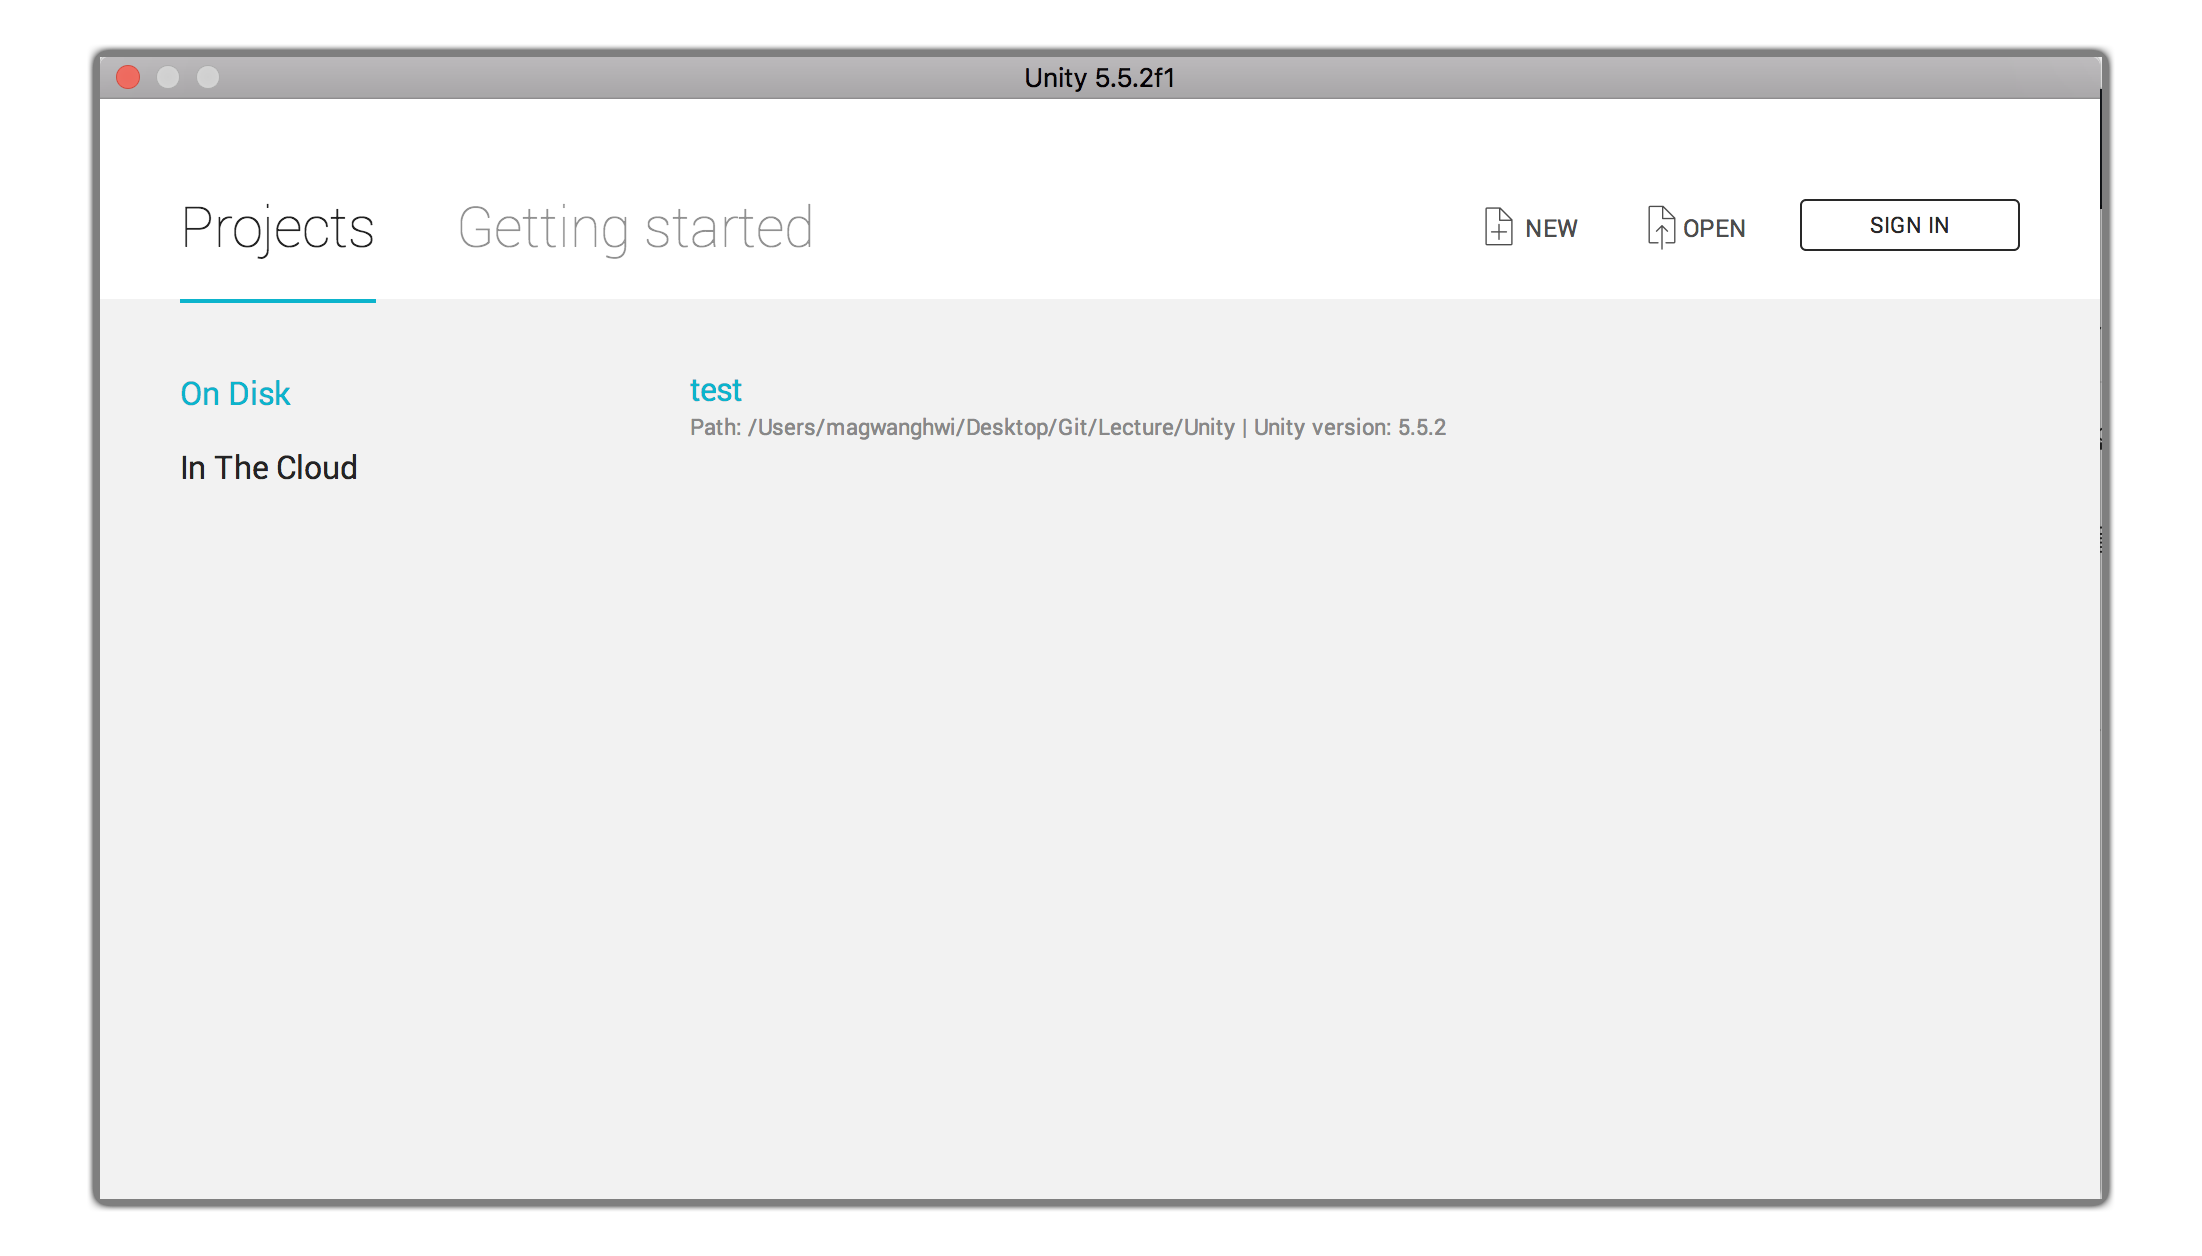 Unity 5.5.2f1
Projects
Getting started
NEW
OPEN
SIGN IN
On Disk
In The Cloud
test
Path: /Users/magwanghwi/Desktop/Git/Lecture/Unity | Unity version: 5.5.2